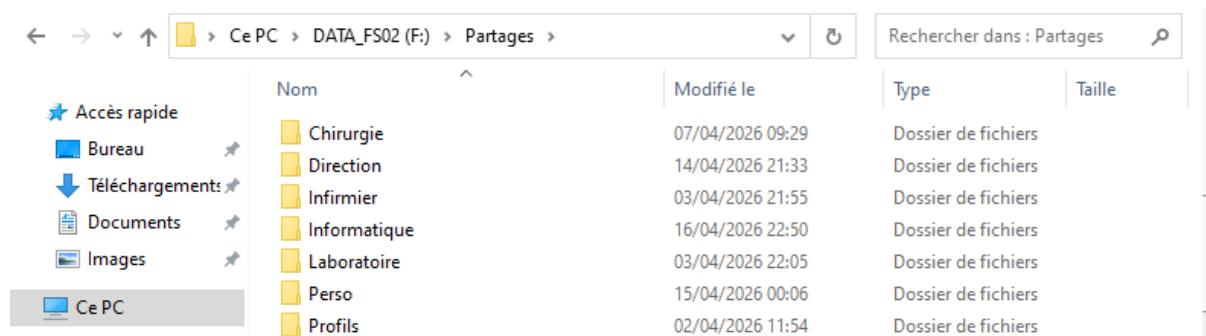 Ce PC > DATA_FS02 (F:) > Partages >
Rechercher dans : Partages
Nom Modifié le Type Taille
Accès rapide
Bureau
Téléchargements
Documents
Images
Ce PC
Chirurgie 07/04/2026 09:29 Dossier de fichiers
Direction 14/04/2026 21:33 Dossier de fichiers
Infirmier 03/04/2026 21:55 Dossier de fichiers
Informatique 16/04/2026 22:50 Dossier de fichiers
Laboratoire 03/04/2026 22:05 Dossier de fichiers
Perso 15/04/2026 00:06 Dossier de fichiers
Profils 02/04/2026 11:54 Dossier de fichiers